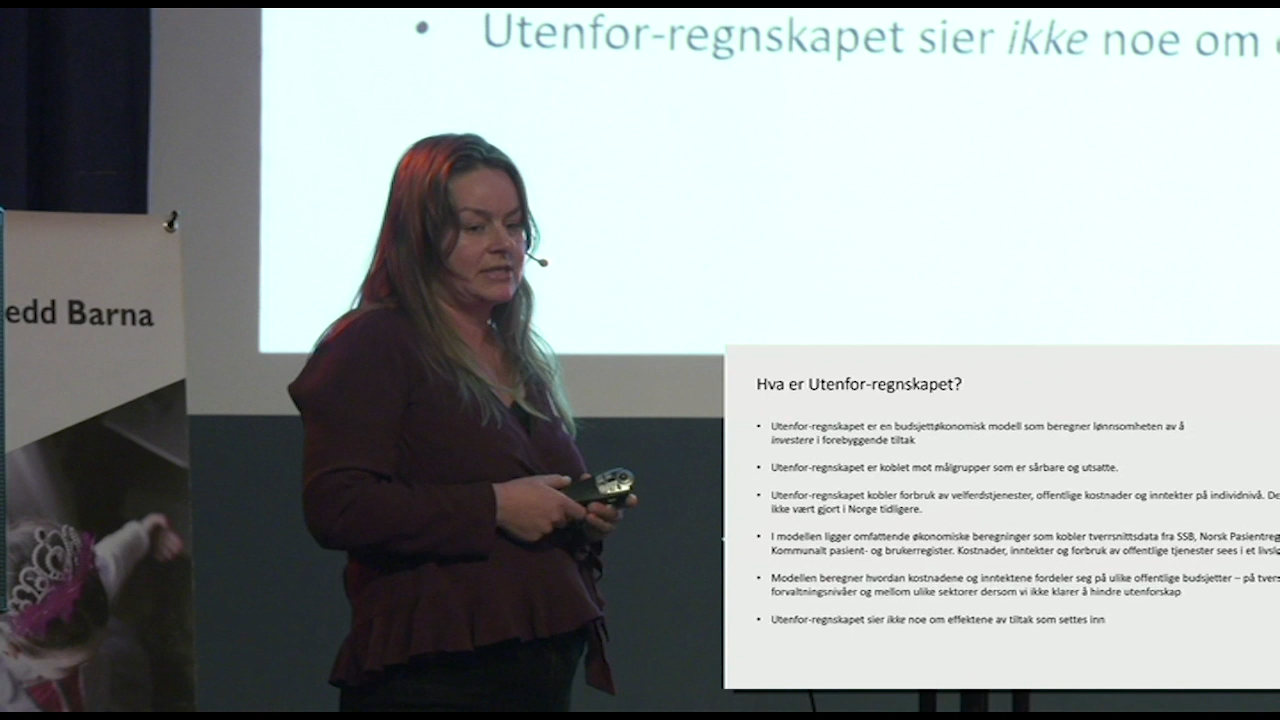 • Utenfor-regnskapet sier ikke noe om
edd Barna
Hva er Utenfor-regnskapet?
• Utenfor-regnskapet er en budsjettøkonomisk modell som beregner lønnsomheten av å
investere i forebyggende tiltak
• Utenfor-regnskapet er koblet mot målgrupper som er sårbare og utsatte.
• Utenfor-regnskapet kobler forbruk av velferdstjenester, offentlige kostnader og inntekter på individnivå. De
ikke vært gjort i Norge tidligere.
• I modellen ligger omfattende økonomiske beregninger som kobler tverrsnittsdata fra SSB, Norsk Pasientreg
Kommunalt pasient- og brukerregister. Kostnader, inntekter og forbruk av offentlige tjenester sees i et livslø
• Modellen beregner hvordan kostnadene og inntektene fordeler seg på ulike offentlige budsjetter – på tvers
forvaltningsnivåer og mellom ulike sektorer dersom vi ikke klarer å hindre utenforskap
• Utenfor-regnskapet sier ikke noe om effektene av tiltak som settes inn